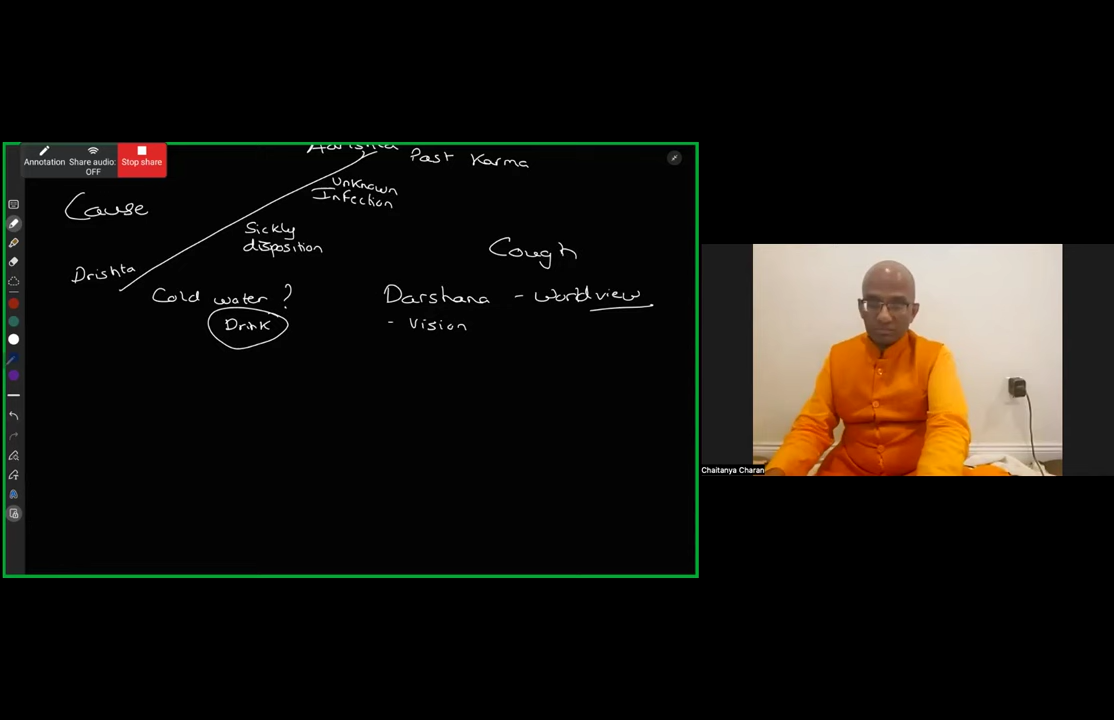 Annotation
Share audio: OFF
Stop share
Past Karma
Unknown
Infection
Cause
Sickly
disposition
Cough
Drishta
Cold water ?
Drink
Darshana - worldview
- Vision
Chaitanya Charan